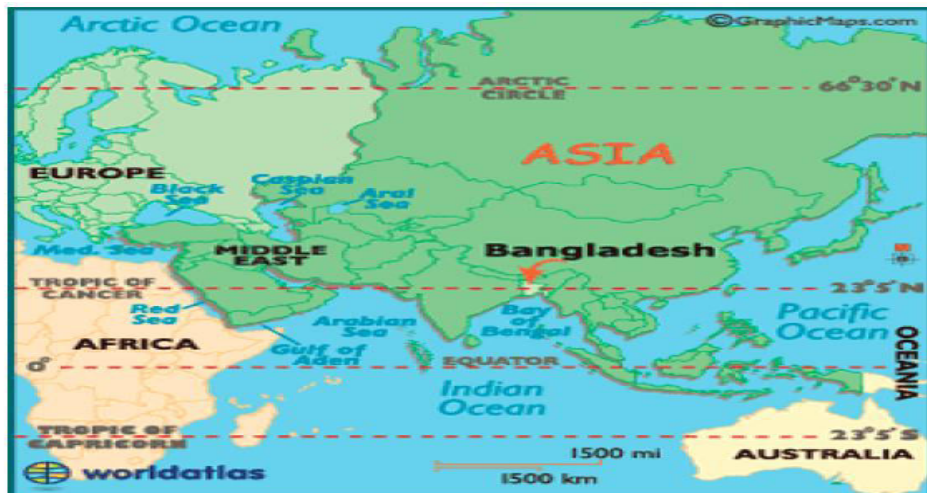 Arctic Ocean
©GraphicMaps.com
ARCTIC
CIRCLE
66°30'N
ASIA
EUROPE
Black
Sea
Caspian
Sea
Aral
Sea
Med. Sea
MIDDLE
EAST
Bangladesh
TROPIC OF
CANCER
23°5'N
Red
Sea
Arabian
Sea
Bay
of
Bengal
Pacific
Ocean
AFRICA
Gulf of
Aden
EQUATOR
OCEANIA
0°
Indian
Ocean
TROPIC OF
CAPRICORN
23°5'S
1500 mi
AUSTRALIA
worldatlas
1500 km